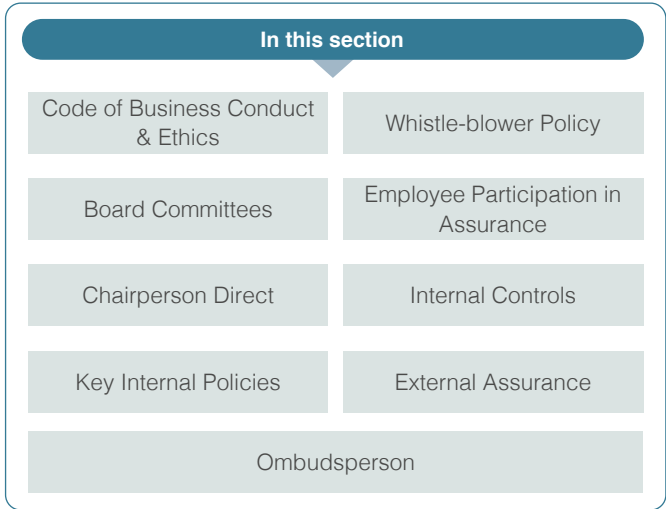 In this section
Code of Business Conduct
& Ethics
Whistle-blower Policy
Board Committees
Employee Participation in
Assurance
Chairperson Direct
Internal Controls
Key Internal Policies
External Assurance
Ombudsperson